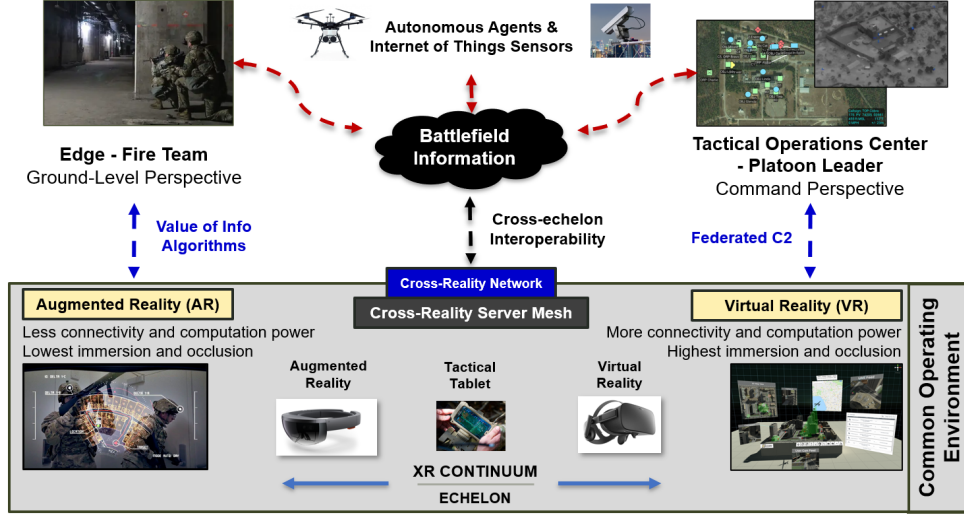 Autonomous Agents &
Internet of Things Sensors
Battlefield
Information
Edge - Fire Team
Ground-Level Perspective
Tactical Operations Center
- Platoon Leader
Command Perspective
Value of Info
Algorithms
Cross-echelon
Interoperability
Federated C2
Cross-Reality Network
Cross-Reality Server Mesh
Augmented Reality (AR)
Less connectivity and computation power
Lowest immersion and occlusion
Virtual Reality (VR)
More connectivity and computation power
Highest immersion and occlusion
Augmented
Reality
Tactical
Tablet
Virtual
Reality
XR CONTINUUM
ECHELON
Common Operating
Environment